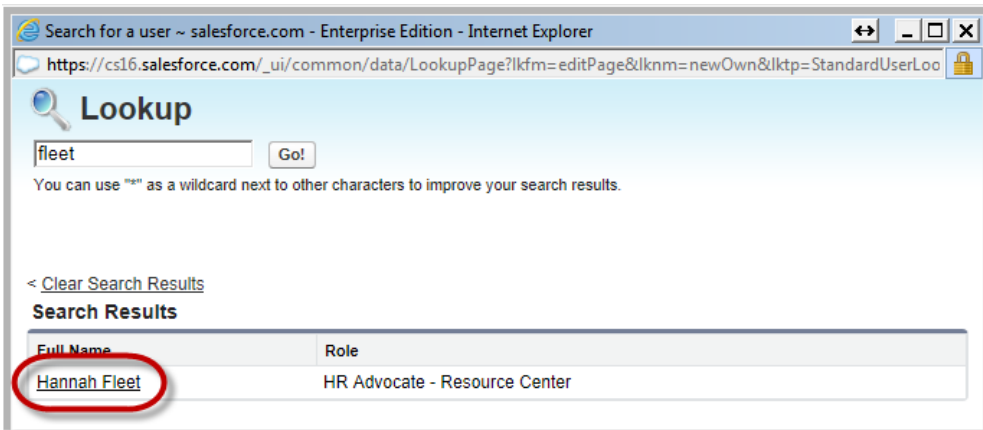 Search for a user ~ salesforce.com - Enterprise Edition - Internet Explorer
https://cs16.salesforce.com/_ui/common/data/LookupPage?lkfm=editPage&lknm=newOwn&lktp=StandardUserLoo
Lookup
fleet Go!
You can use "*" as a wildcard next to other characters to improve your search results.
< Clear Search Results
Search Results
Full Name Role
Hannah Fleet HR Advocate - Resource Center